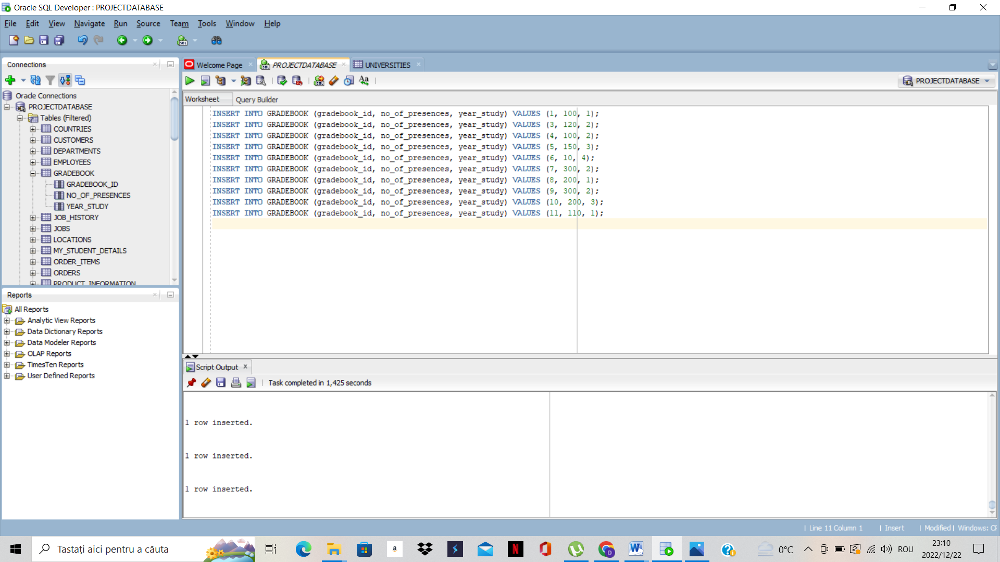 Oracle SQL Developer : PROJECTDATABASE
File Edit View Navigate Run Source Team Tools Window Help
Connections
Oracle Connections
PROJECTDATABASE
Tables (Filtered)
COUNTRIES
CUSTOMERS
DEPARTMENTS
EMPLOYEES
GRADEBOOK
GRADEBOOK_ID
NO_OF_PRESENCES
YEAR_STUDY
JOB_HISTORY
JOBS
LOCATIONS
MY_STUDENT_DETAILS
ORDER_ITEMS
ORDERS
PRODUCT_INFORMATION
Reports
All Reports
Analytic View Reports
Data Dictionary Reports
Data Modeler Reports
OLAP Reports
TimesTen Reports
User Defined Reports
Welcome Page PROJECTDATABASE UNIVERSITIES
PROJECTDATABASE
Worksheet Query Builder
INSERT INTO GRADEBOOK (gradebook_id, no_of_presences, year_study) VALUES (1, 100, 1);
INSERT INTO GRADEBOOK (gradebook_id, no_of_presences, year_study) VALUES (3, 120, 2);
INSERT INTO GRADEBOOK (gradebook_id, no_of_presences, year_study) VALUES (4, 100, 2);
INSERT INTO GRADEBOOK (gradebook_id, no_of_presences, year_study) VALUES (5, 150, 3);
INSERT INTO GRADEBOOK (gradebook_id, no_of_presences, year_study) VALUES (6, 10, 4);
INSERT INTO GRADEBOOK (gradebook_id, no_of_presences, year_study) VALUES (7, 300, 2);
INSERT INTO GRADEBOOK (gradebook_id, no_of_presences, year_study) VALUES (8, 200, 1);
INSERT INTO GRADEBOOK (gradebook_id, no_of_presences, year_study) VALUES (9, 300, 2);
INSERT INTO GRADEBOOK (gradebook_id, no_of_presences, year_study) VALUES (10, 200, 3);
INSERT INTO GRADEBOOK (gradebook_id, no_of_presences, year_study) VALUES (11, 110, 1);
Script Output
Task completed in 1,425 seconds
1 row inserted.
1 row inserted.
1 row inserted.
| Line 11 Column 1 | Insert | Modified | Windows: CF
Tastați aici pentru a căuta
0°C ROU
23:10
2022/12/22